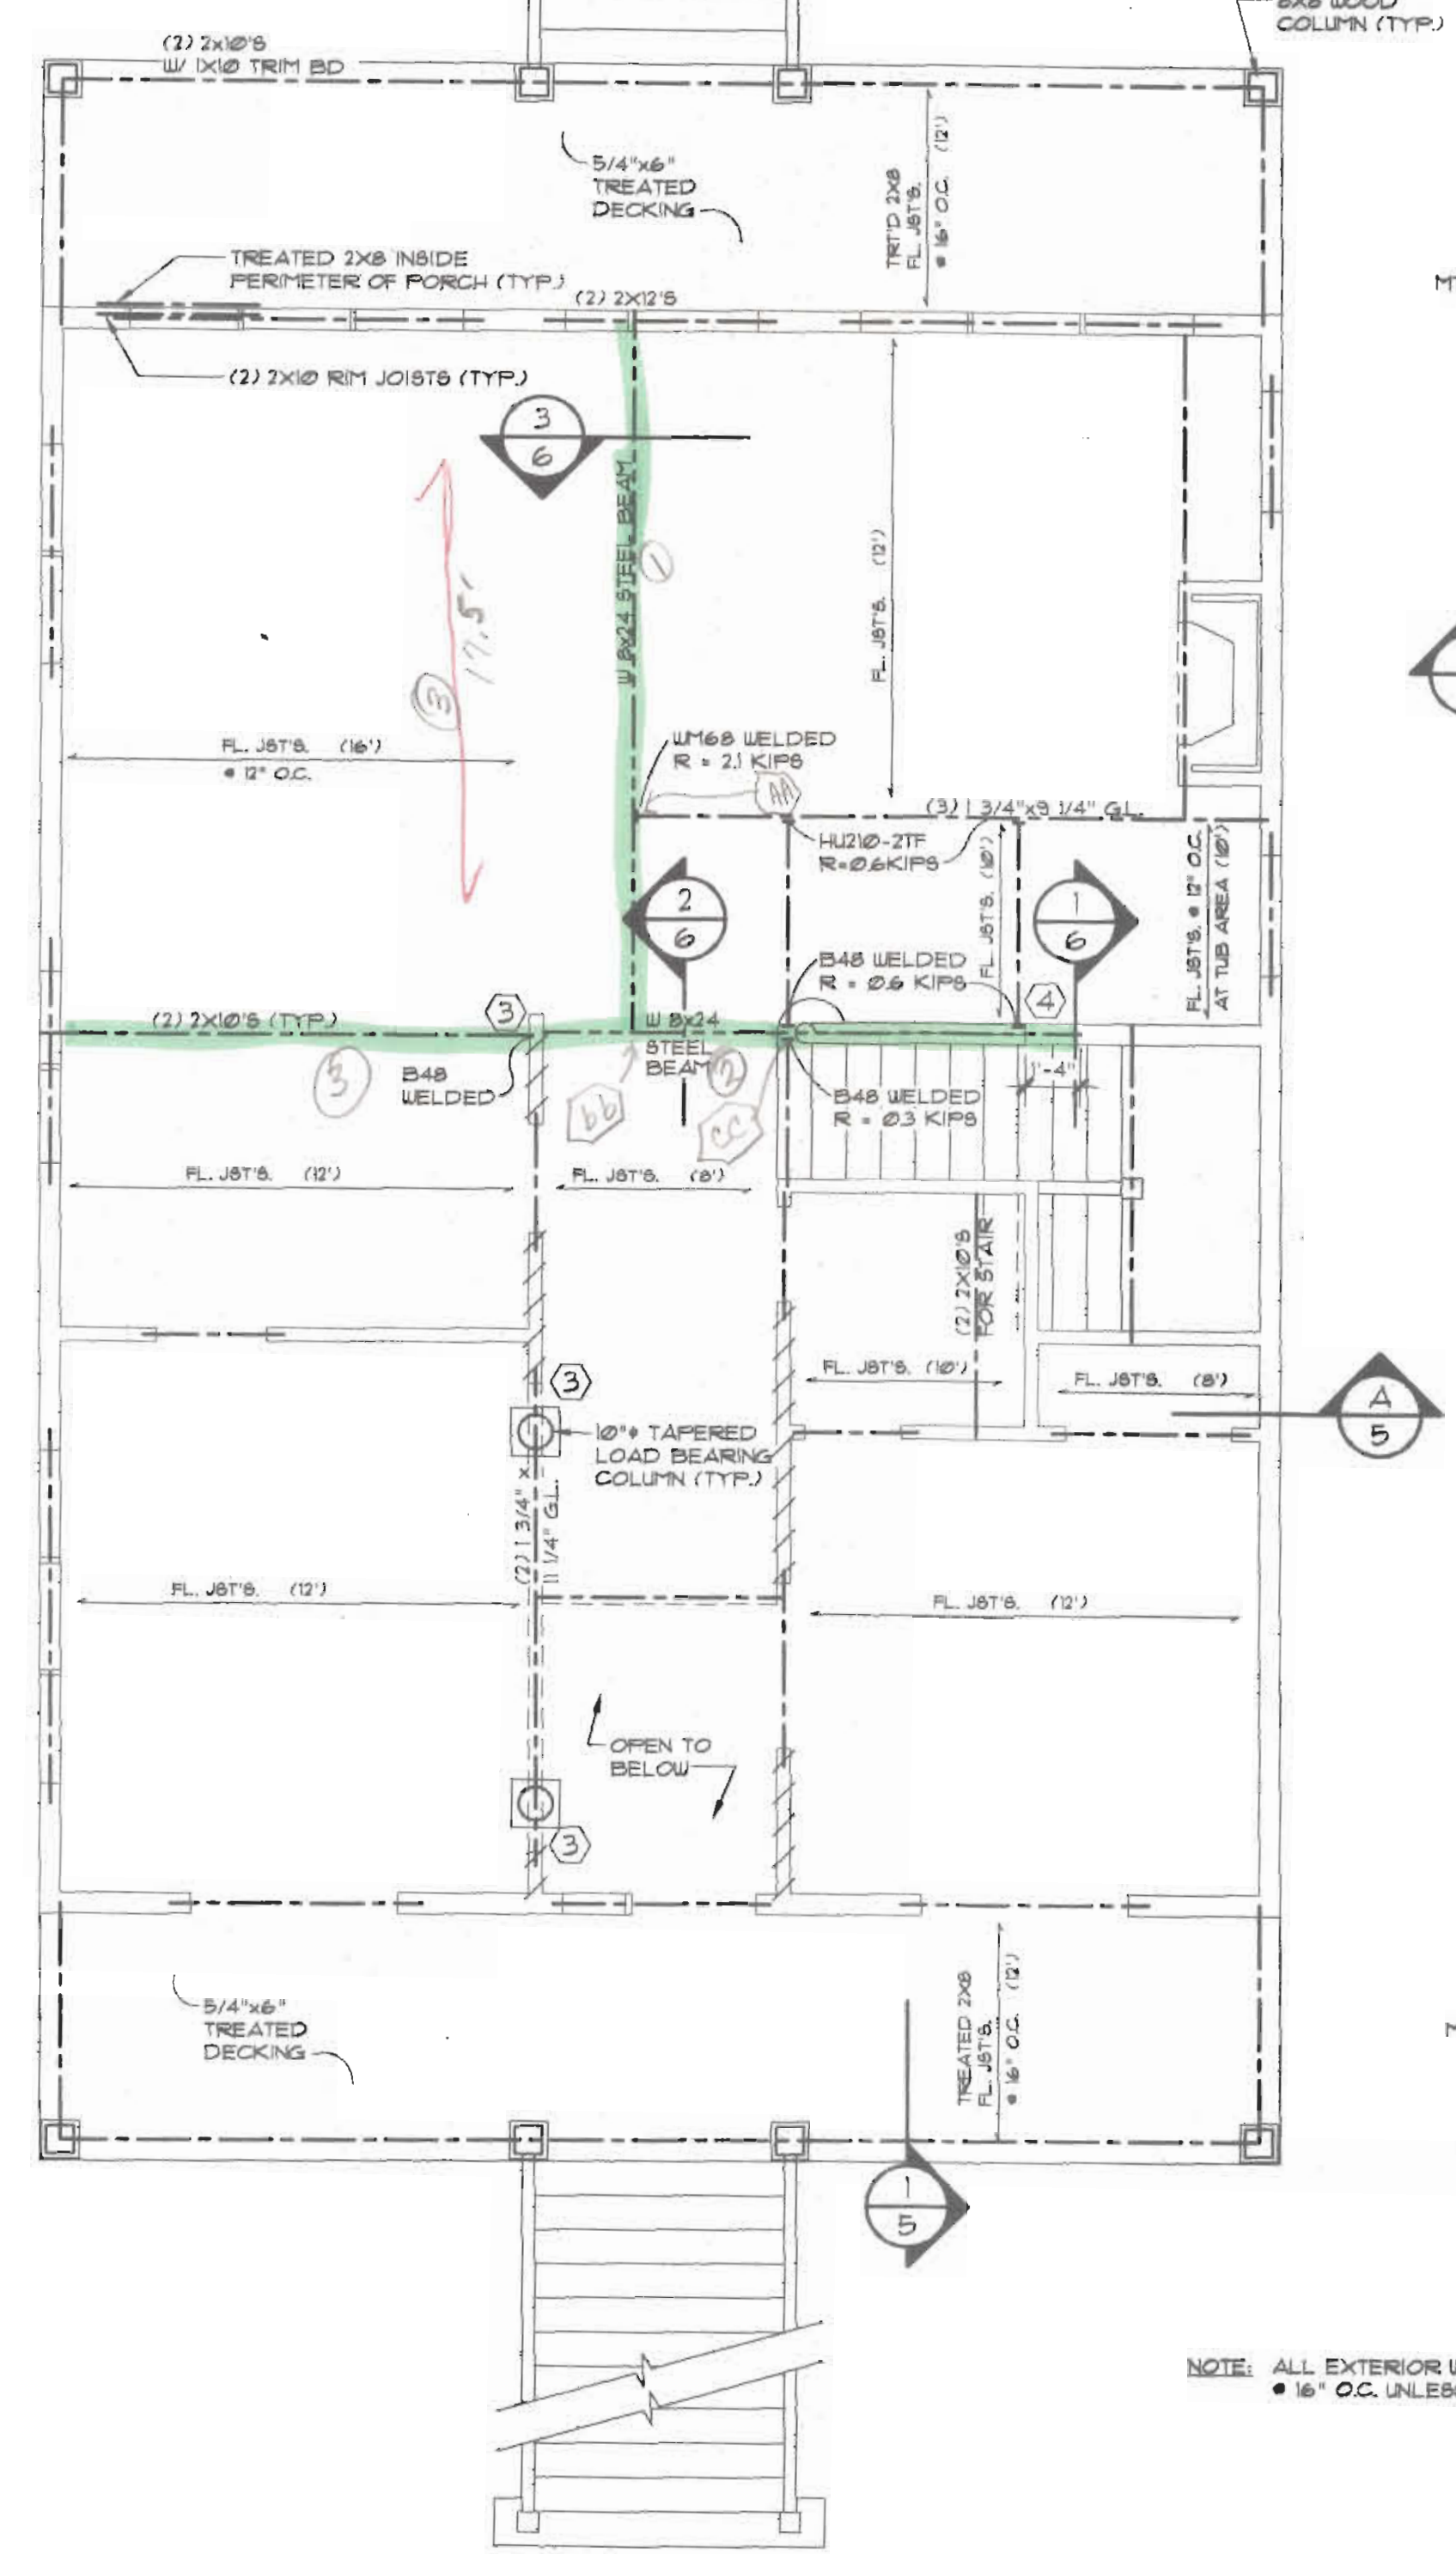 COLUMN (TYP.)
(2) 2x10'S
W/ 1X10 TRIM BD
5/4"x6"
TREATED
DECKING
TRT'D 2X8
FL. JST'S.
@ 16" O.C. (12')
TREATED 2X8 INSIDE
PERIMETER OF PORCH (TYP.)
(2) 2X12'S
(2) 2X10 RIM JOISTS (TYP.)
3
6
W 8x24 STEEL BEAM
1
17.5'
3
FL. JST'S. (12')
FL. JST'S. (16')
@ 12" O.C.
WM68 WELDED
R = 2.1 KIPS
AA
(3) 1 3/4"x9 1/4" GL.
HU210-2TF
R=0.6KIPS
FL. JST'S. (10')
FL. JST'S. @ 12" O.C.
AT TUB AREA (10')
2
6
1
6
B48 WELDED
R = 0.6 KIPS
4
(2) 2X10'S (TYP.)
3
W 8x24
STEEL
BEAM
2
3
B48
WELDED
bb
cc
1'-4"
B48 WELDED
R = 0.3 KIPS
FL. JST'S. (12')
FL. JST'S. (8')
(2) 2X10'S
FOR STAIR
FL. JST'S. (10')
FL. JST'S. (8')
A
5
3
10"ϕ TAPERED
LOAD BEARING
COLUMN (TYP.)
(2) 1 3/4" x
11 1/4" GL.
FL. JST'S. (12')
FL. JST'S. (12')
OPEN TO
BELOW
3
5/4"x6"
TREATED
DECKING
TREATED 2X8
FL. JST'S.
@ 16" O.C. (12')
1
5
NOTE: ALL EXTERIOR
@ 16" O.C.